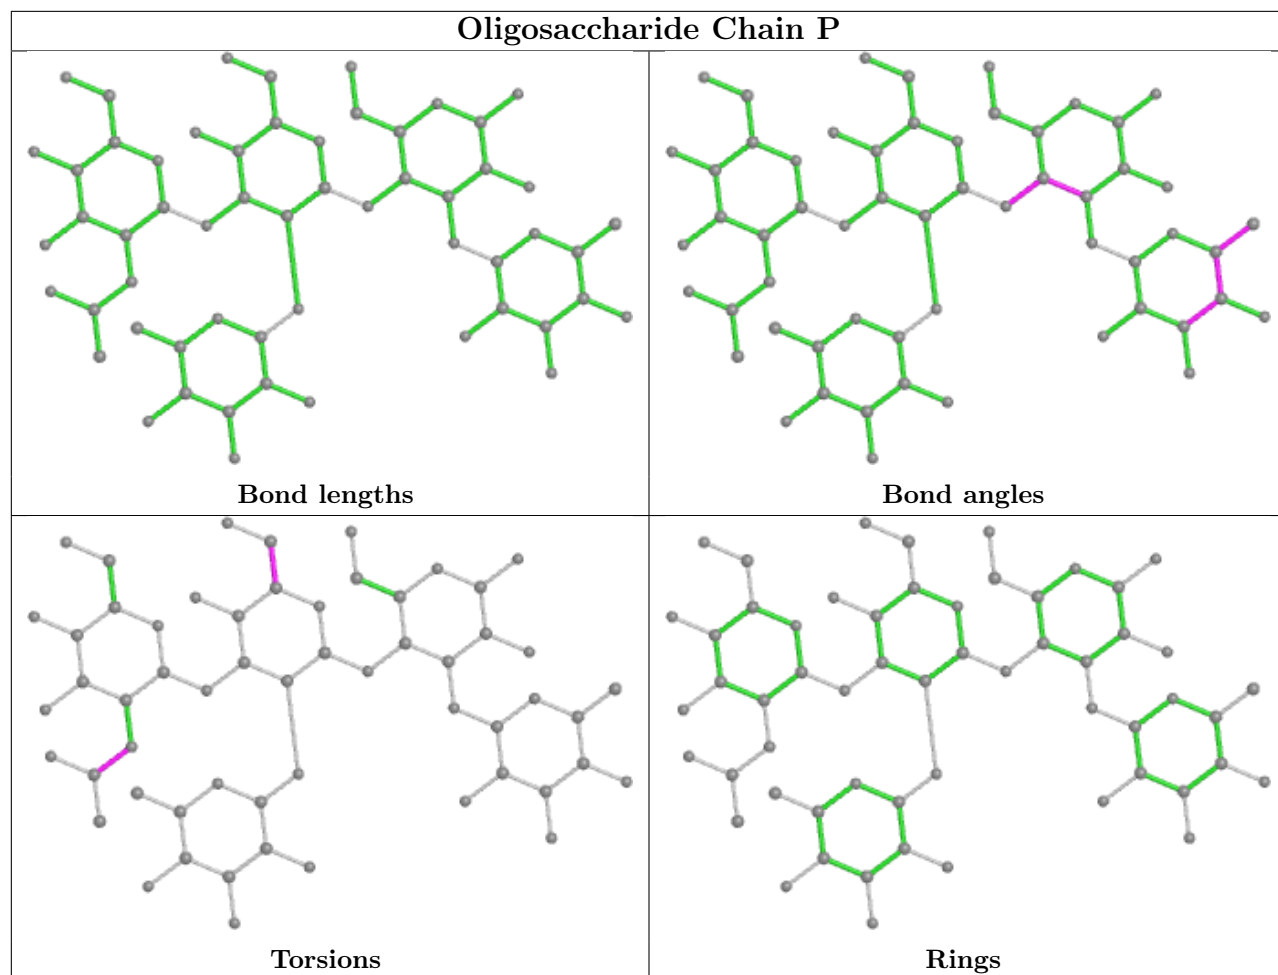 Oligosaccharide Chain P
Bond lengths
Bond angles
Torsions
Rings